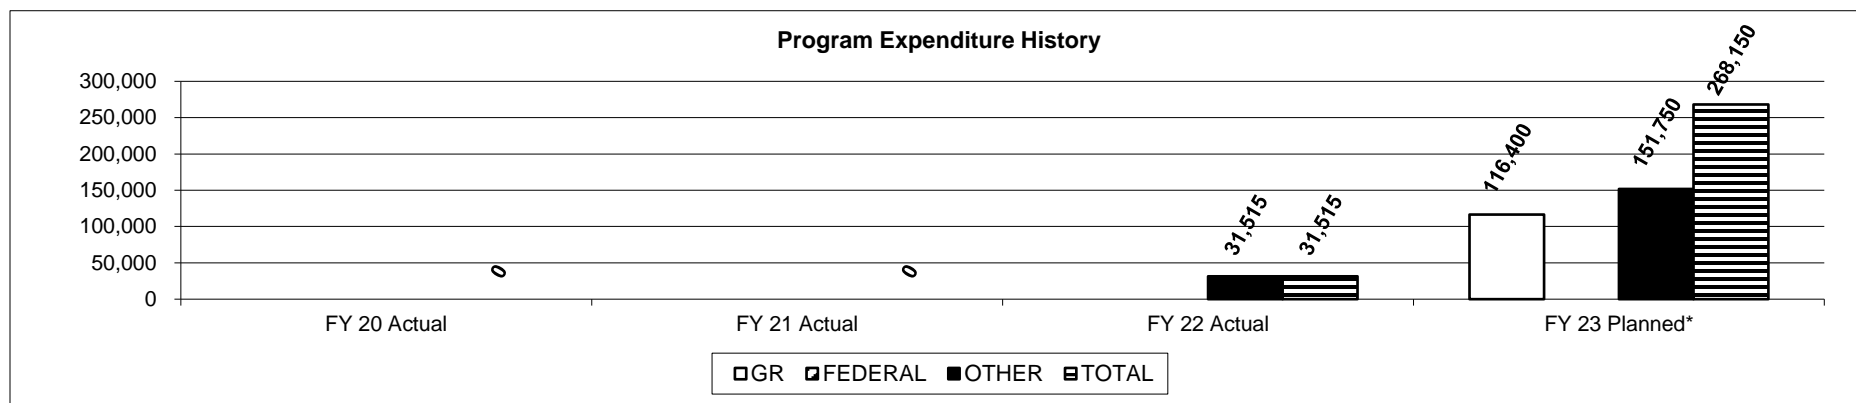 Program Expenditure History
300,000
250,000
200,000
150,000
100,000
50,000
0
0
0
31,515
31,515
116,400
151,750
268,150
FY 20 Actual
FY 21 Actual
FY 22 Actual
FY 23 Planned*
GR FEDERAL OTHER TOTAL